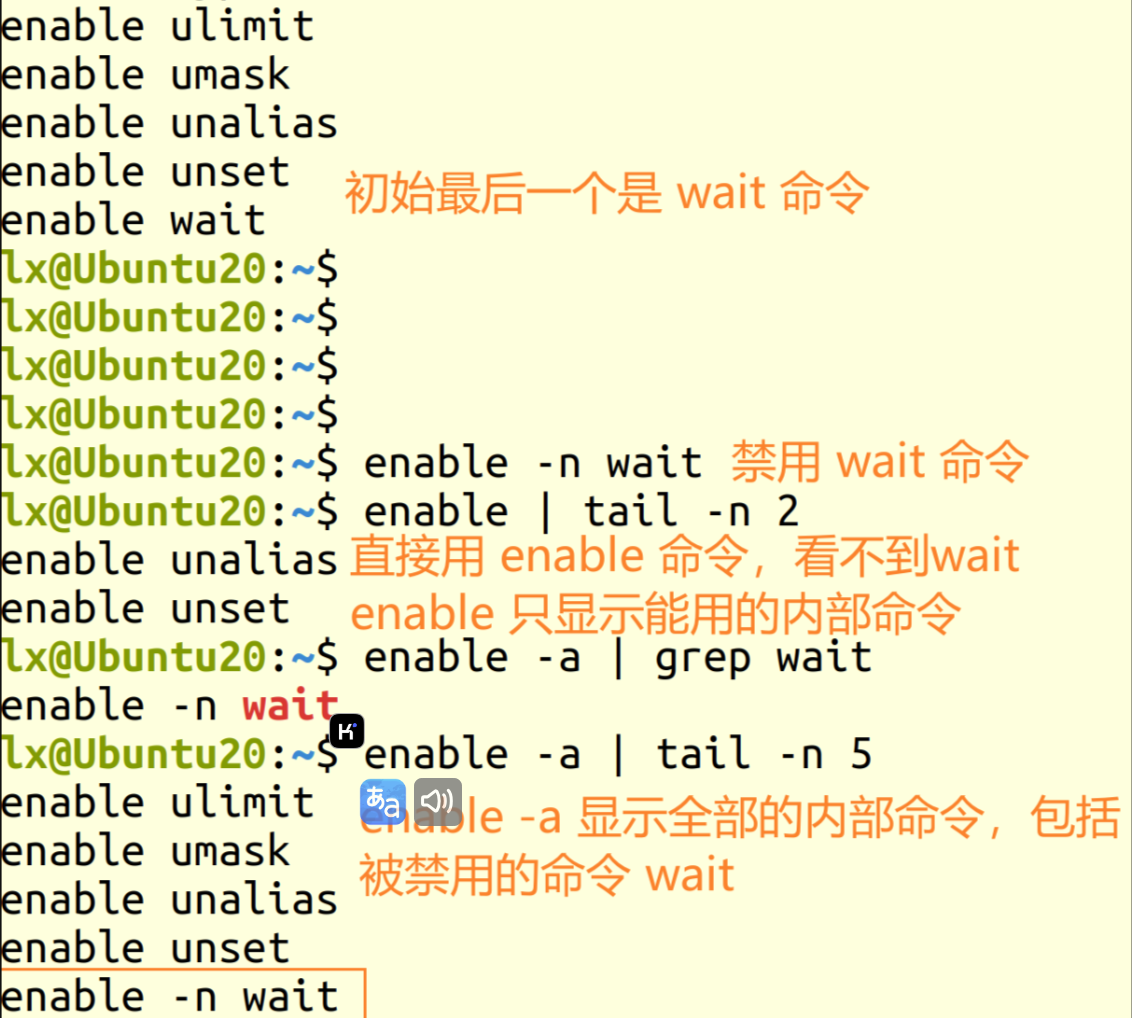 enable ulimit
enable umask
enable unalias
enable unset
初始最后一个是 wait 命令
enable wait
lx@Ubuntu20:~$
lx@Ubuntu20:~$
lx@Ubuntu20:~$
lx@Ubuntu20:~$
lx@Ubuntu20:~$ enable -n wait 禁用 wait 命令
lx@Ubuntu20:~$ enable | tail -n 2
enable unalias 直接用 enable 命令，看不到wait
enable unset enable 只显示能用的内部命令
lx@Ubuntu20:~$ enable -a | grep wait
enable -n wait
lx@Ubuntu20:~$ enable -a | tail -n 5
enable ulimit enable -a 显示全部的内部命令，包括
enable umask 被禁用的命令 wait
enable unalias
enable unset
enable -n wait